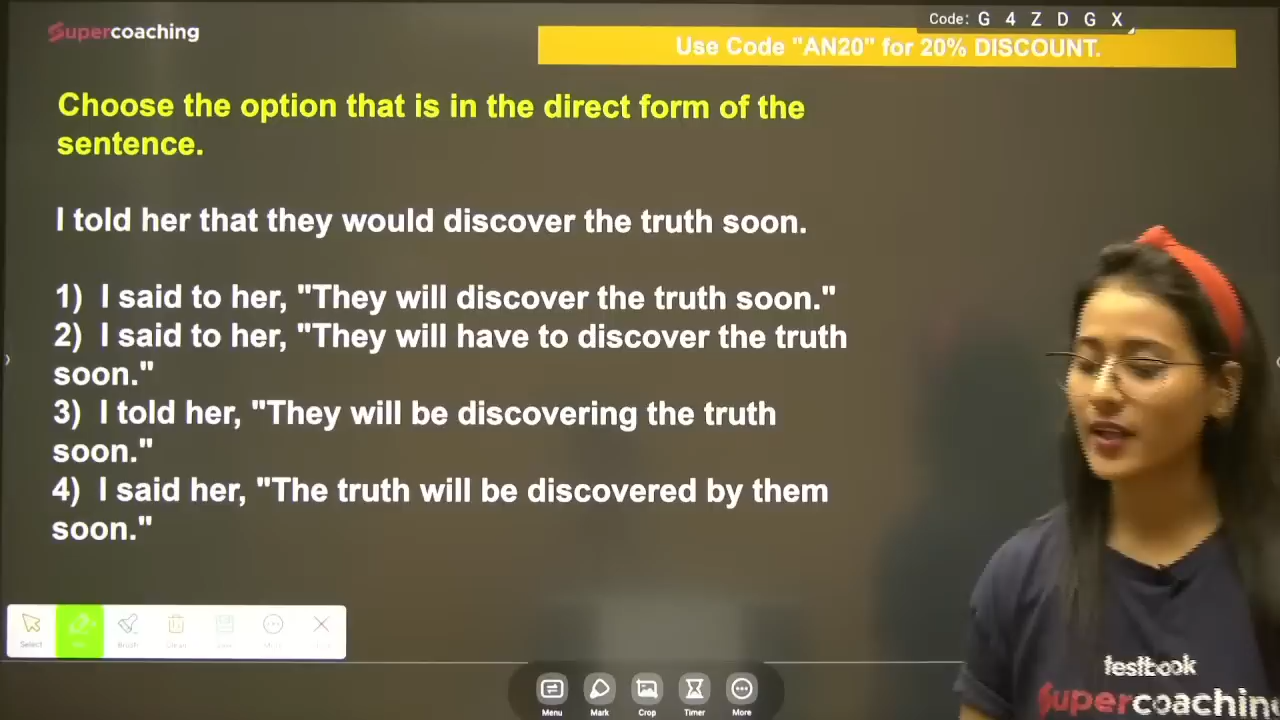 Supercoaching
Code: G 4 Z D G X
Use Code "AN20" for 20% DISCOUNT.
Choose the option that is in the direct form of the
sentence.
I told her that they would discover the truth soon.
1) I said to her, "They will discover the truth soon."
2) I said to her, "They will have to discover the truth
soon."
3) I told her, "They will be discovering the truth
soon."
4) I said her, "The truth will be discovered by them
soon."
Select
Brush
Clean
Menu
Mark
Crop
Timer
More
testbook
Supercoaching